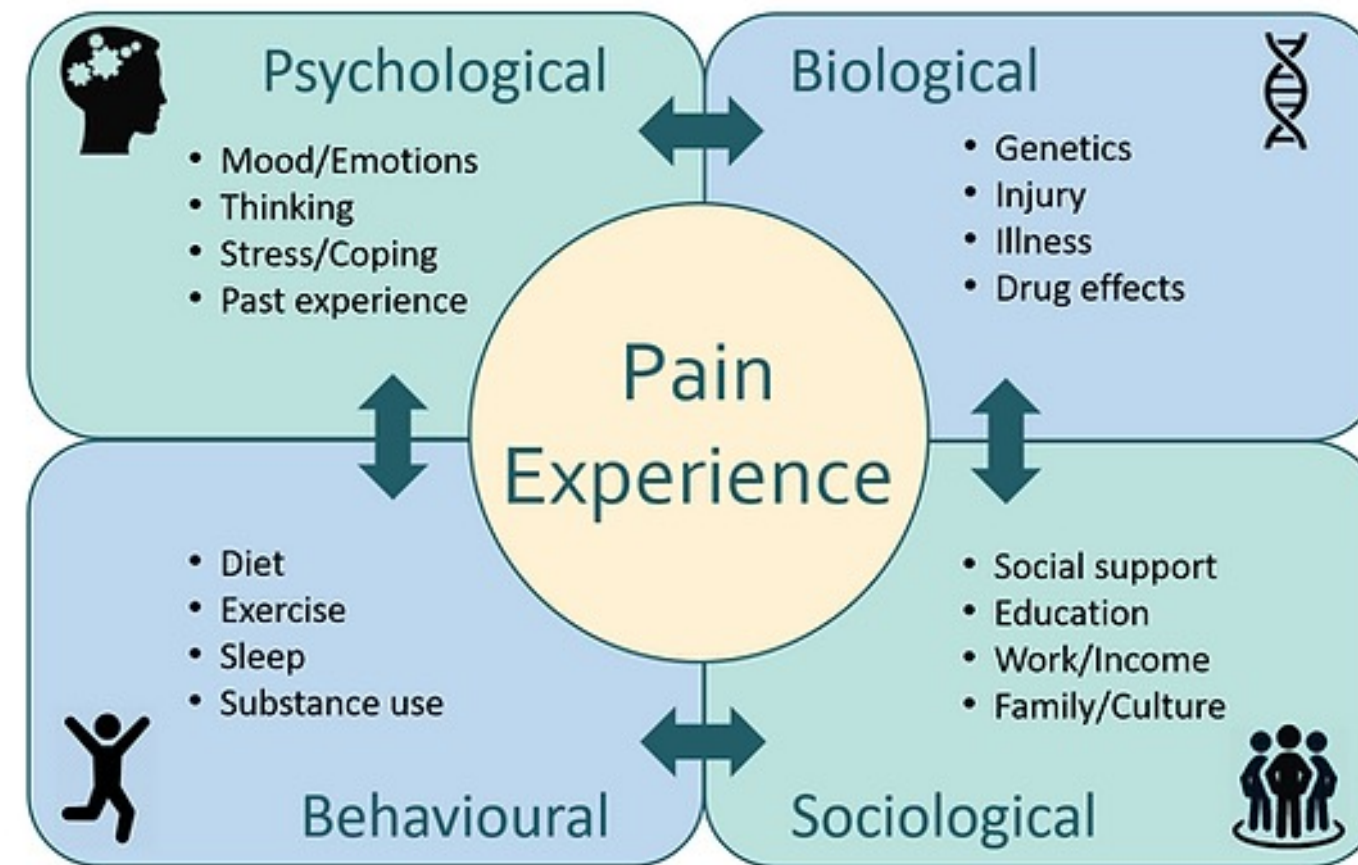 Psychological
• Mood/Emotions
• Thinking
• Stress/Coping
• Past experience
Biological
• Genetics
• Injury
• Illness
• Drug effects
Pain
Experience
• Diet
• Exercise
• Sleep
• Substance use
Behavioural
• Social support
• Education
• Work/Income
• Family/Culture
Sociological